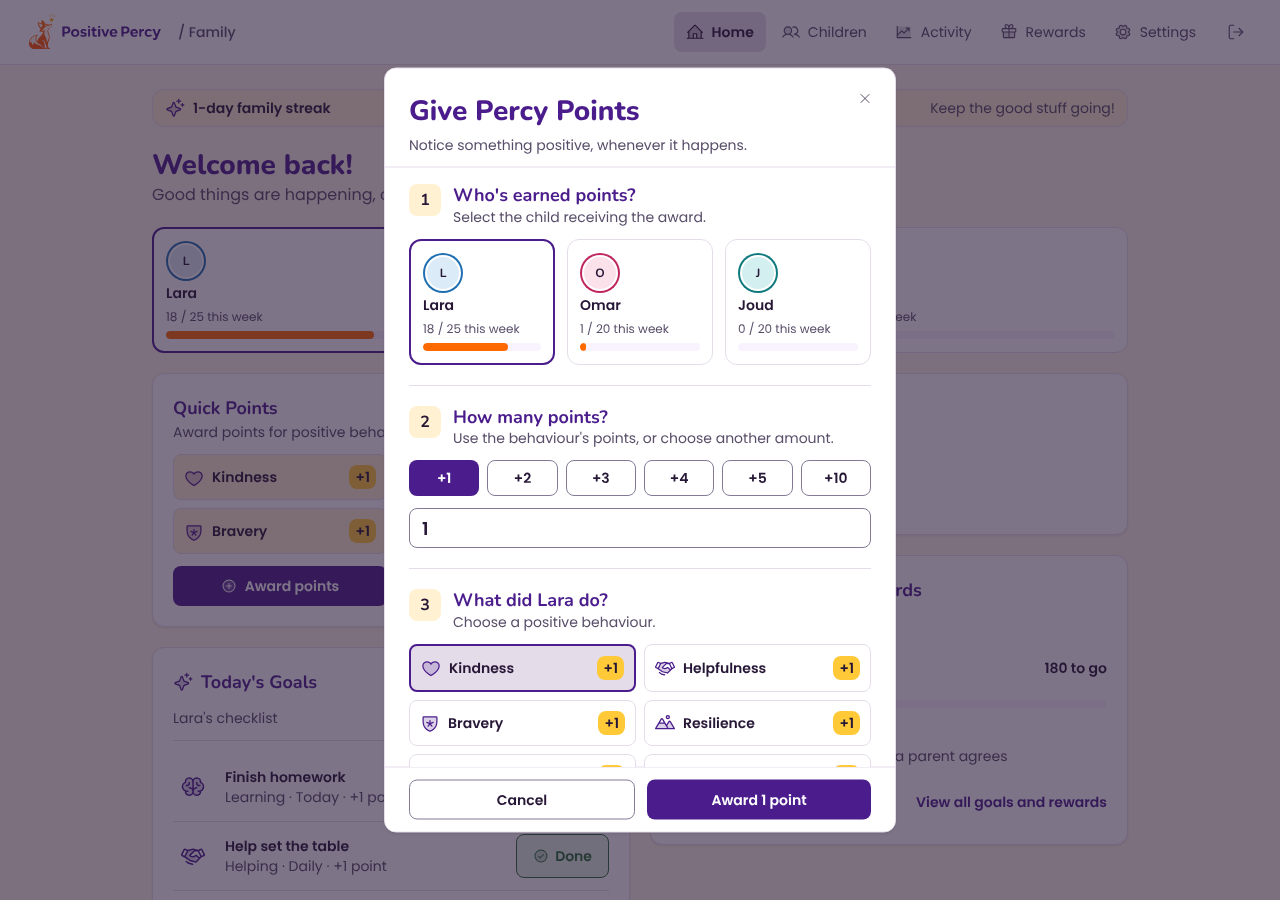 Positive Percy / Family
Home
Children
Activity
Rewards
Settings
1-day family streak
Keep the good stuff going!
Welcome back!
Good things are happening,
L
Lara
18 / 25 this week
Quick Points
Award points for positive
Kindness +1
Bravery +1
Award points
Today's Goals
Lara's checklist
Finish homework
Learning · Today · +1
Help set the table
Helping · Daily · +1 point
Done
180 to go
a parent agrees
View all goals and rewards
Give Percy Points
Notice something positive, whenever it happens.
1 Who's earned points?
Select the child receiving the award.
L
Lara
18 / 25 this week
O
Omar
1 / 20 this week
J
Joud
0 / 20 this week
2 How many points?
Use the behaviour's points, or choose another amount.
+1 +2 +3 +4 +5 +10
1
3 What did Lara do?
Choose a positive behaviour.
Kindness +1
Helpfulness +1
Bravery +1
Resilience +1
Cancel
Award 1 point